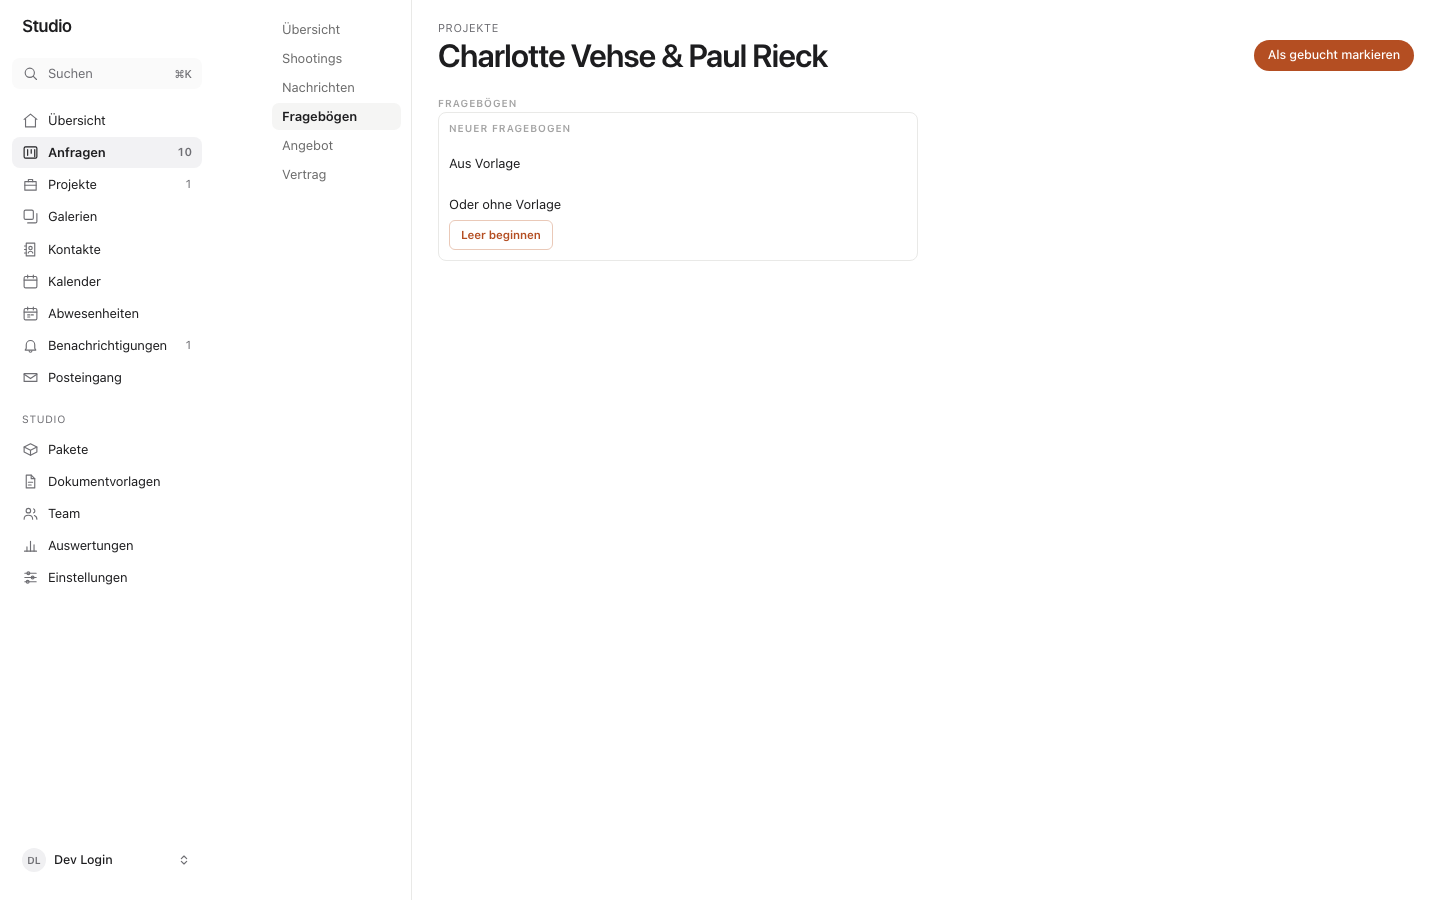 Studio
Suchen ⌘K
Übersicht
Anfragen 10
Projekte 1
Galerien
Kontakte
Kalender
Abwesenheiten
Benachrichtigungen 1
Posteingang
STUDIO
Pakete
Dokumentvorlagen
Team
Auswertungen
Einstellungen
DL Dev Login
Übersicht
Shootings
Nachrichten
Fragebögen
Angebot
Vertrag
PROJEKTE
Charlotte Vehse & Paul Rieck
Als gebucht markieren
FRAGEBÖGEN
NEUER FRAGEBOGEN
Aus Vorlage
Oder ohne Vorlage
Leer beginnen